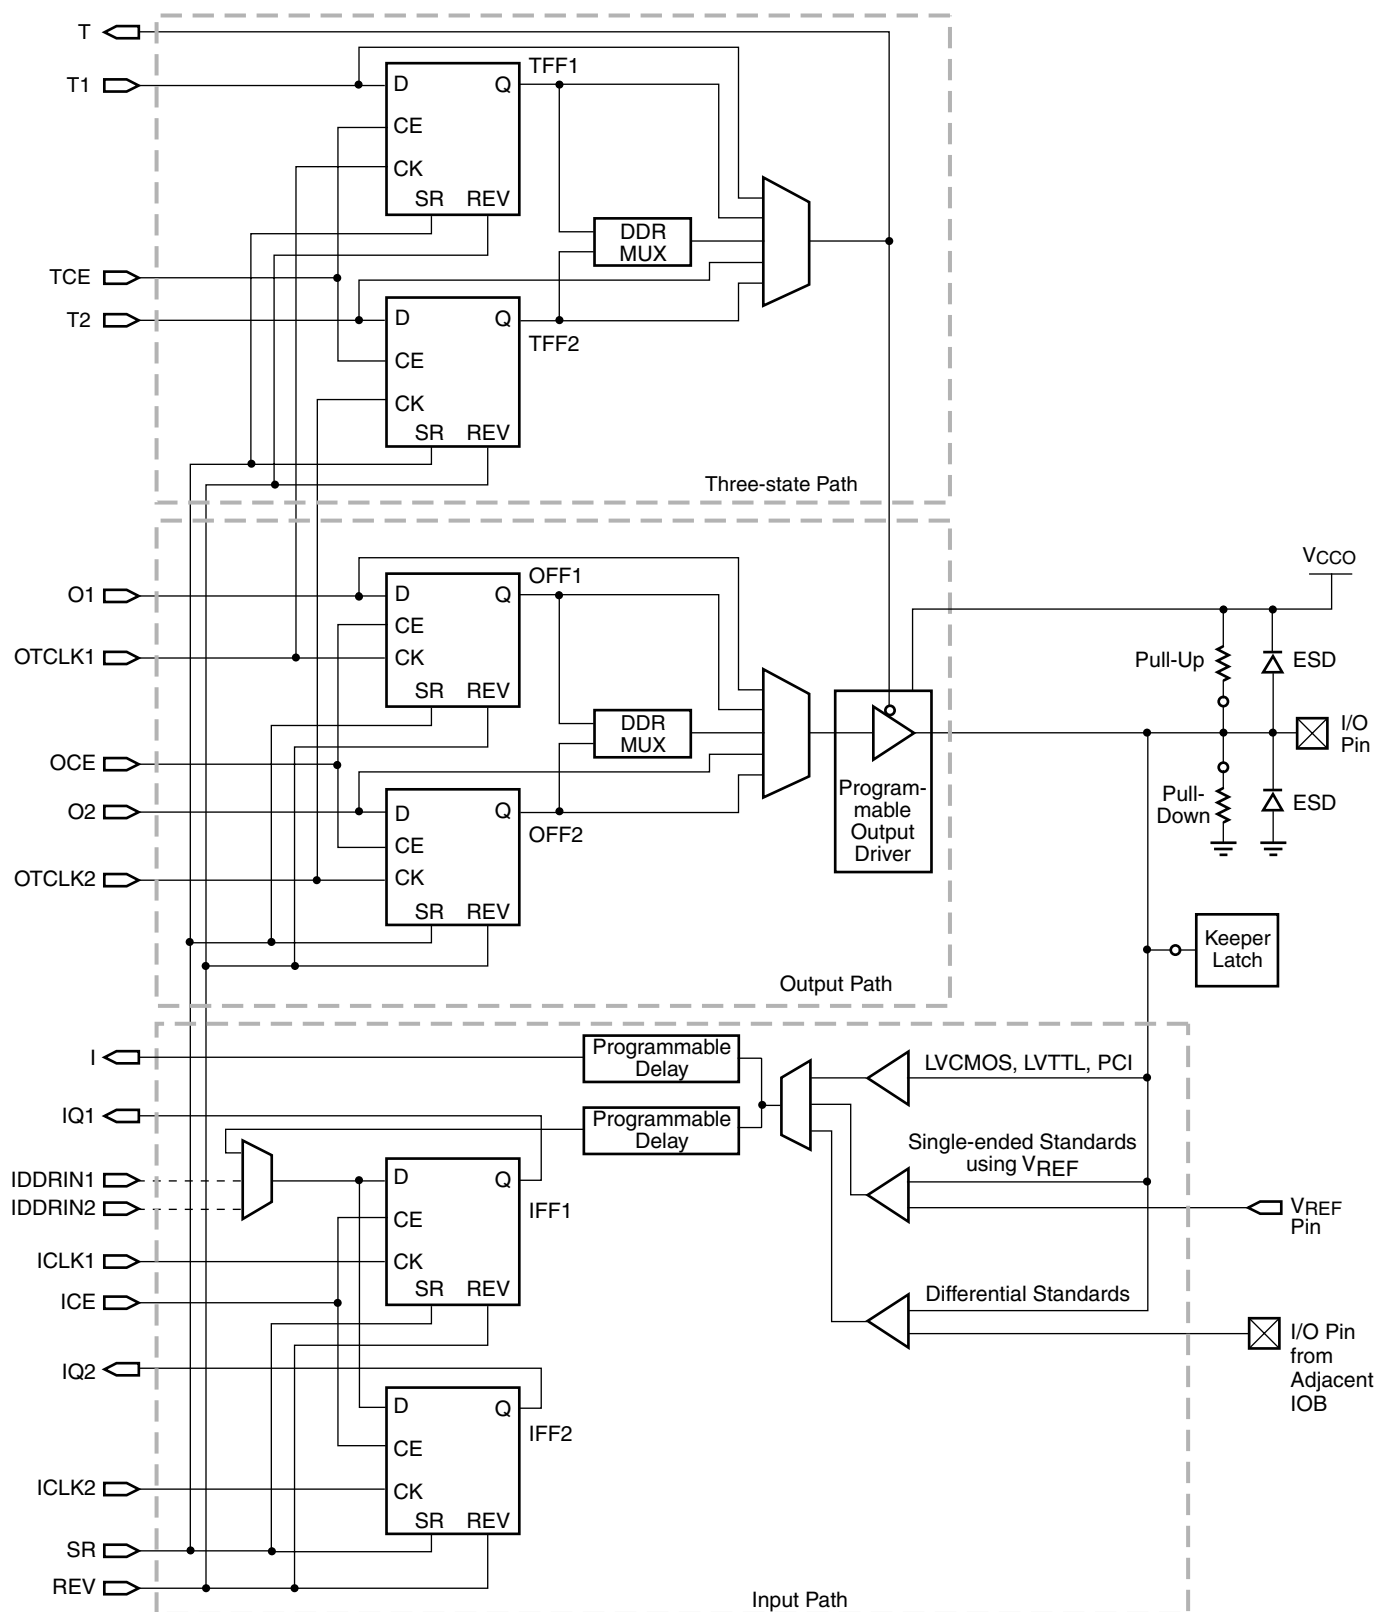 T
T1
TFF1
D
Q
CE
CK
SR
REV
DDR
MUX
TCE
T2
D
Q
TFF2
CE
CK
SR
REV
Three-state Path
O1
OFF1
D
Q
CE
OTCLK1
CK
SR
REV
DDR
MUX
OCE
O2
D
Q
OFF2
CE
OTCLK2
CK
SR
REV
Program-
mable
Output
Driver
Output Path
VCCO
Pull-Up
ESD
I/O
Pin
Pull-
Down
ESD
Keeper
Latch
I
Programmable
Delay
LVCMOS, LVTTL, PCI
IQ1
Programmable
Delay
Single-ended Standards
using VREF
IDDRIN1
IDDRIN2
D
Q
IFF1
CE
VREF
Pin
ICLK1
CK
SR
REV
ICE
Differential Standards
I/O Pin
from
Adjacent
IOB
IQ2
D
Q
IFF2
CE
ICLK2
CK
SR
REV
SR
REV
Input Path